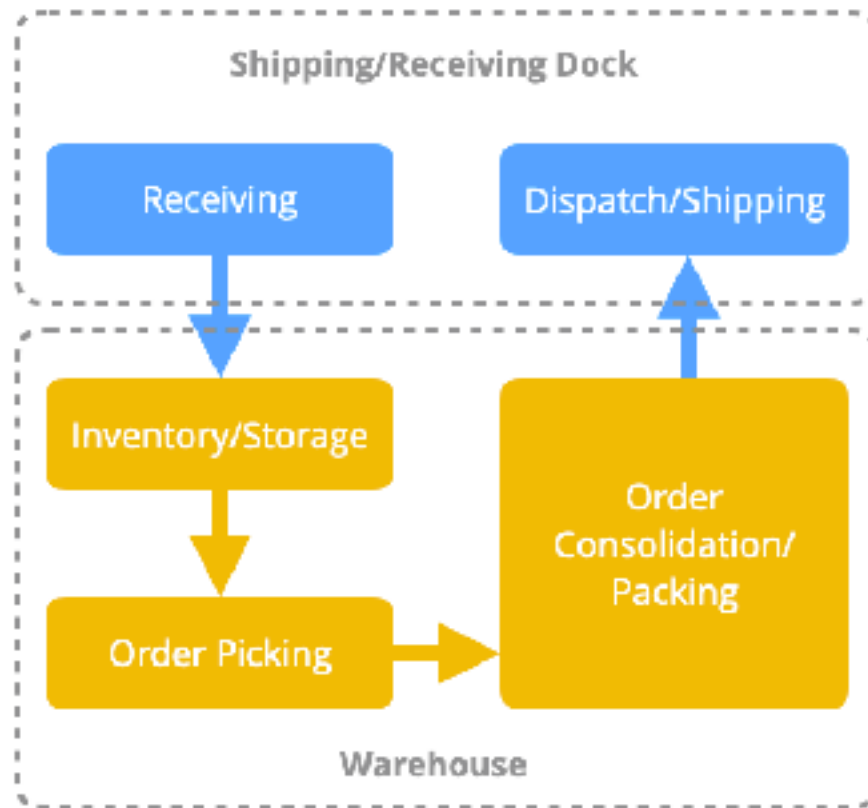 Shipping/Receiving Dock
Receiving
Dispatch/Shipping
Inventory/Storage
Order
Consolidation/
Packing
Order Picking
Warehouse